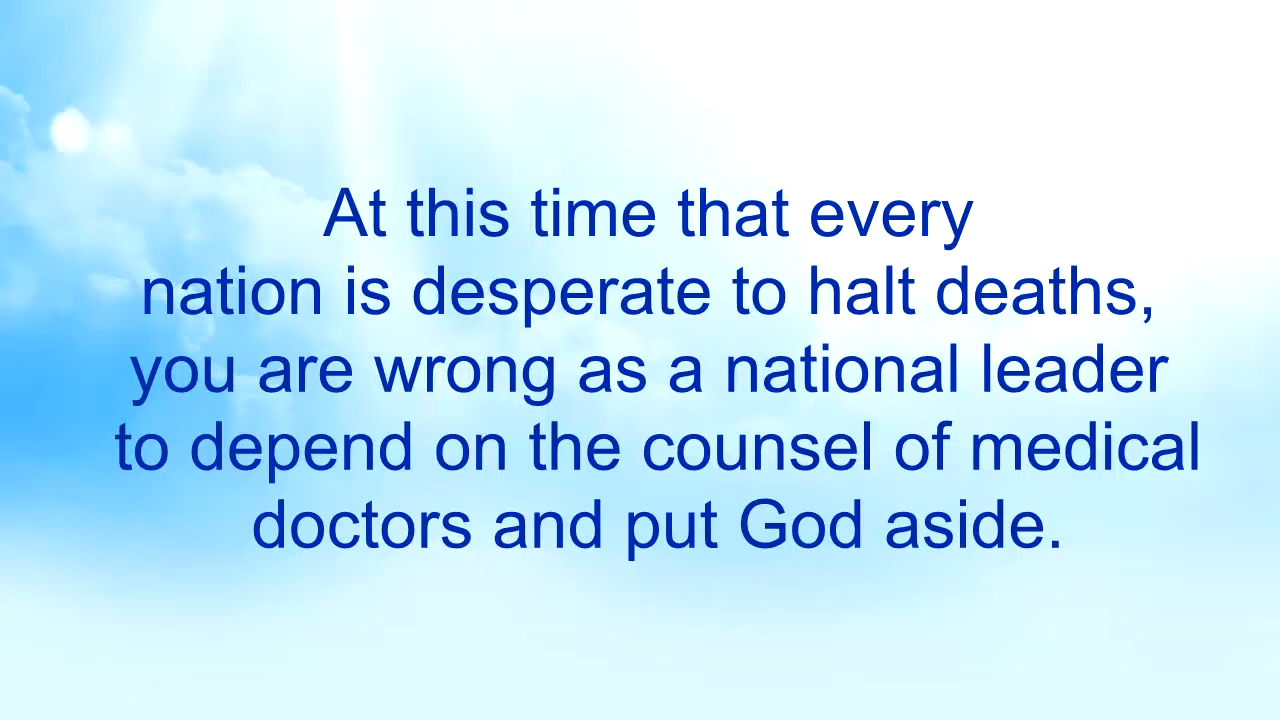 At this time that every
nation is desperate to halt deaths,
you are wrong as a national leader
to depend on the counsel of medical
doctors and put God aside.